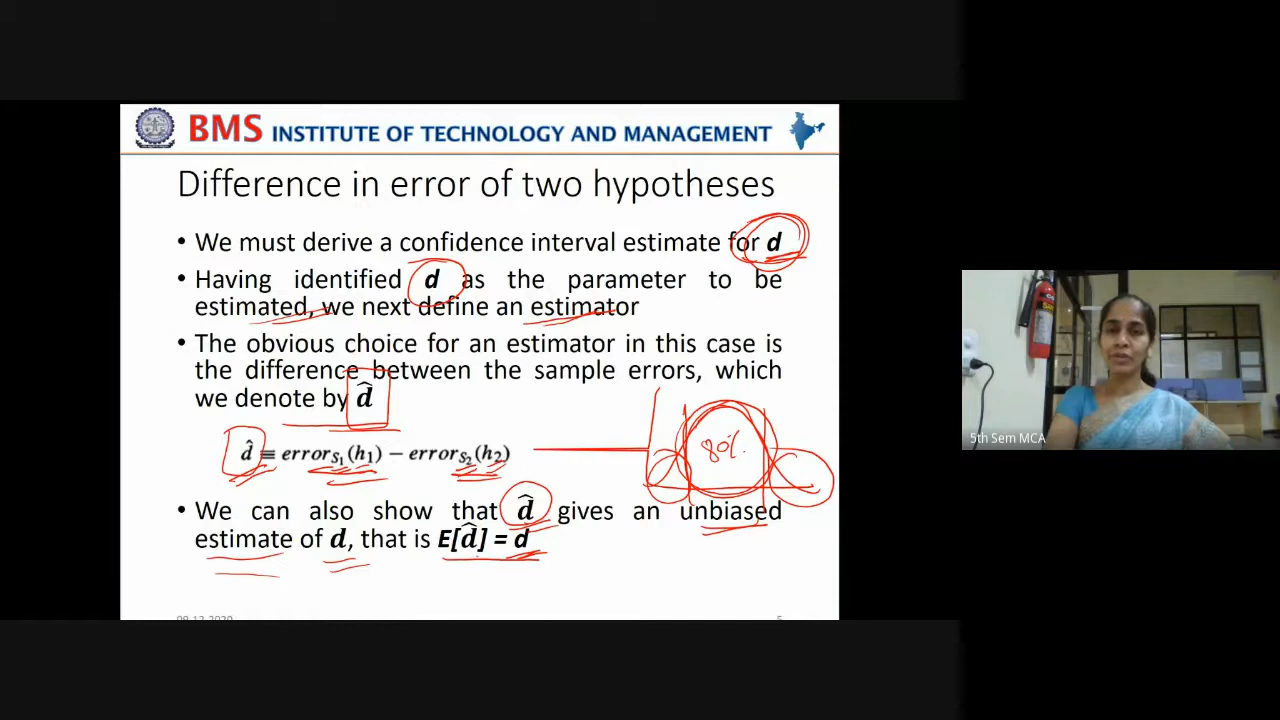 BMS INSTITUTE OF TECHNOLOGY AND MANAGEMENT
Difference in error of two hypotheses
• We must derive a confidence interval estimate for d
• Having identified d as the parameter to be
estimated, we next define an estimator
• The obvious choice for an estimator in this case is
the difference between the sample errors, which
we denote by d̂
d̂ ≡ errorS₁(h₁) − errorS₂(h₂)
80%
• We can also show that d̂ gives an unbiased
estimate of d, that is E[d̂] = d
5th Sem MCA